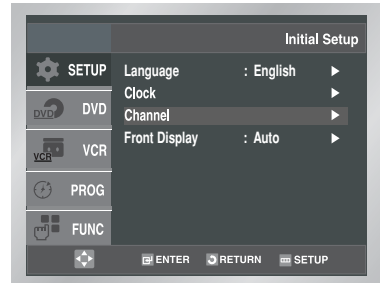 Initial Setup
SETUP
Language : English ►
Clock ►
Channel ►
Front Display : Auto ►
DVD DVD
VCR VCR
PROG
FUNC
ENTER RETURN SETUP